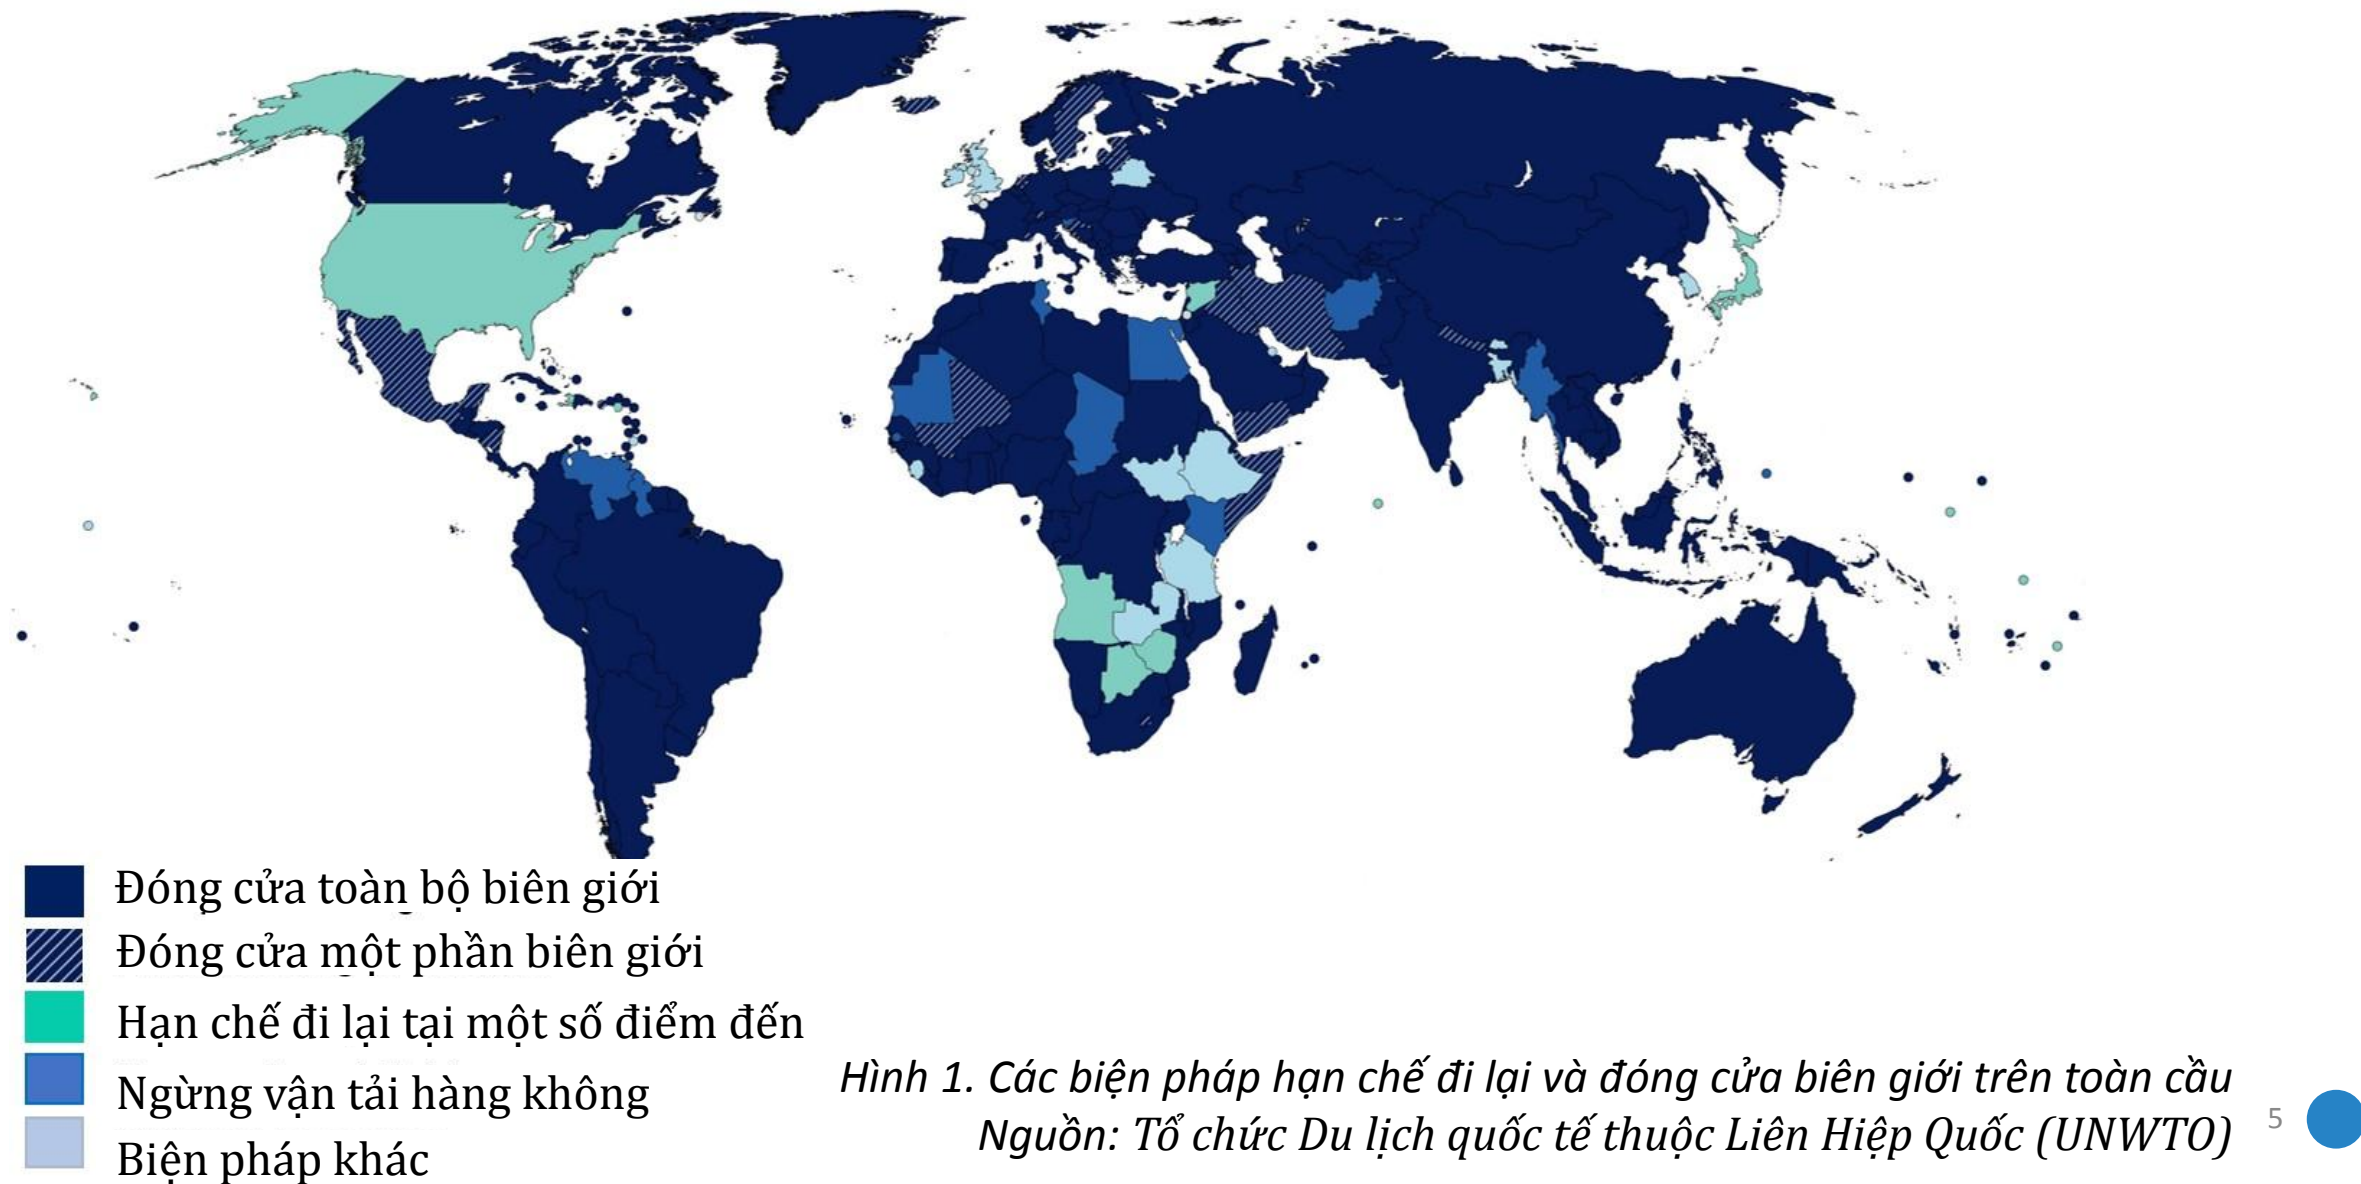 Đóng cửa toàn bộ biên giới
Đóng cửa một phần biên giới
Hạn chế đi lại tại một số điểm đến
Ngừng vận tải hàng không
Biện pháp khác
Hình 1. Các biện pháp hạn chế đi lại và đóng cửa biên giới trên toàn cầu
Nguồn: Tổ chức Du lịch quốc tế thuộc Liên Hiệp Quốc (UNWTO)
5